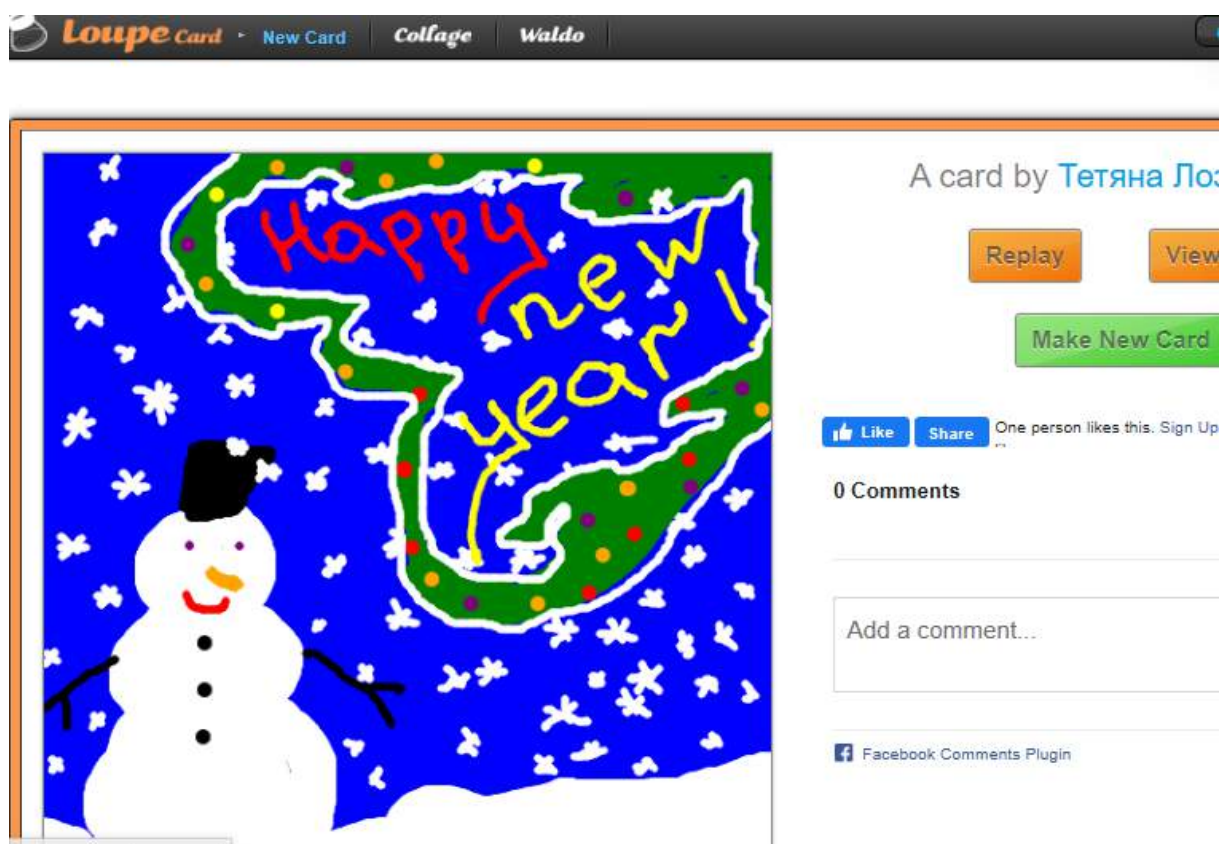 Loupe Card New Card Collage Waldo
Happy
new
year!
A card by Тетяна Лоз
Replay View
Make New Card
Like Share One person likes this. Sign Up
0 Comments
Add a comment...
Facebook Comments Plugin